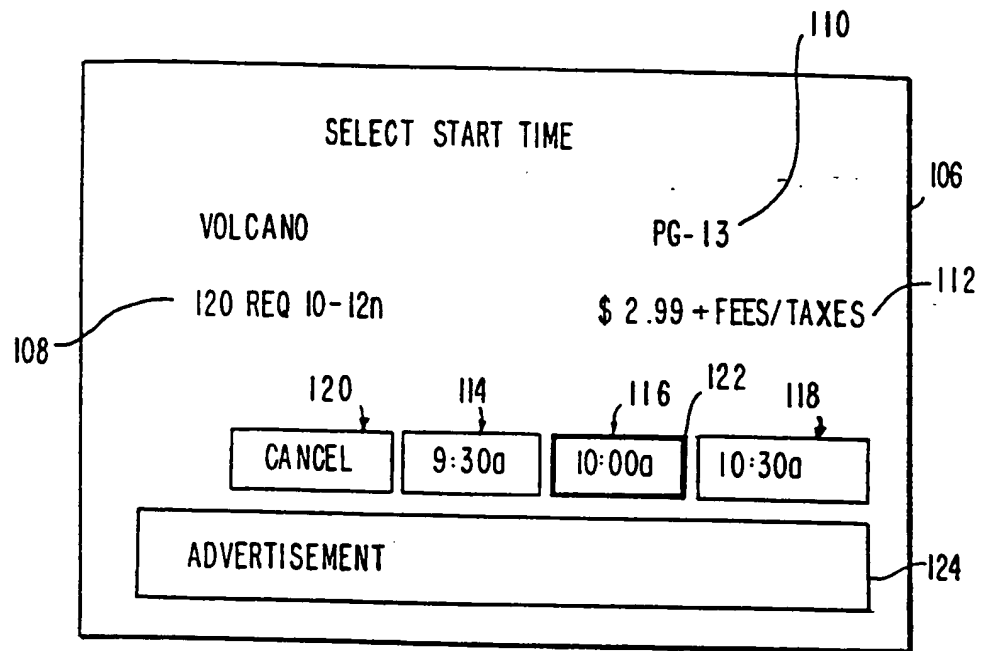 110
SELECT START TIME
106
VOLCANO PG-13
120 REQ 10-12n $ 2.99 + FEES/TAXES 112
108
120 114 116 122 118
CANCEL 9:30a 10:00a 10:30a
ADVERTISEMENT
124